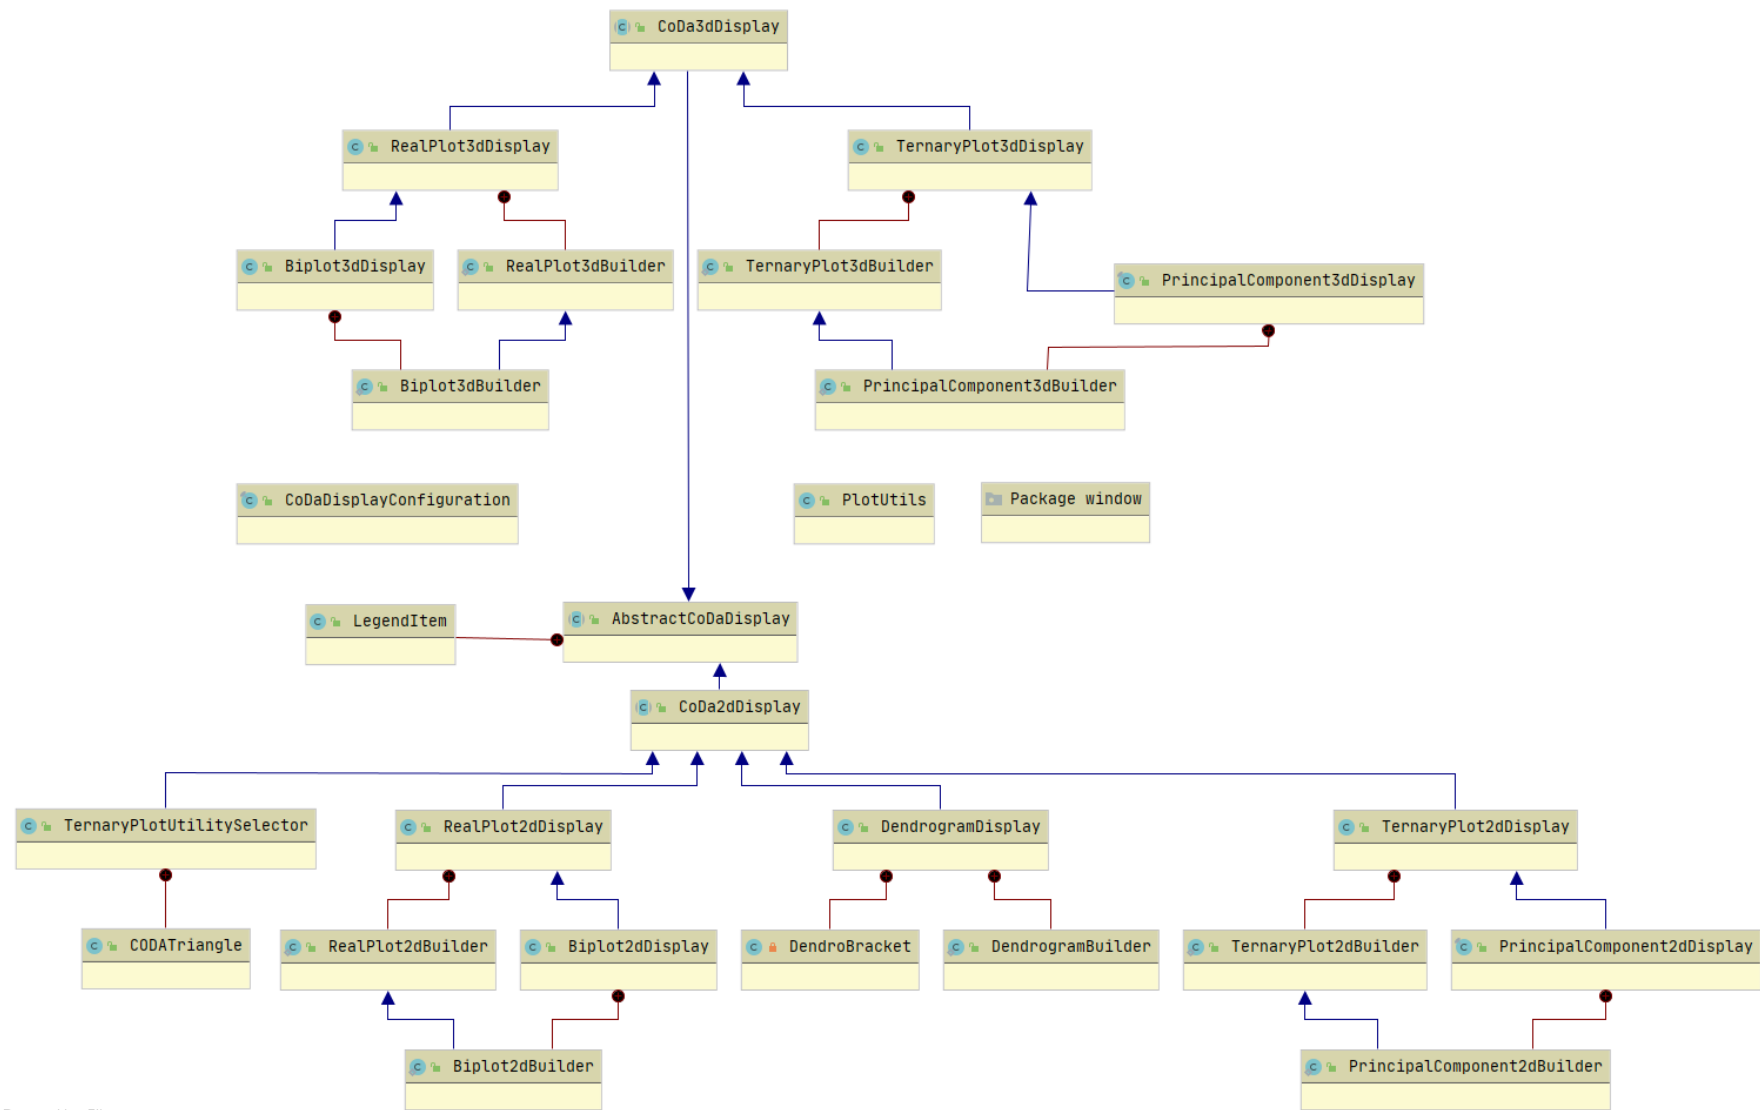 CoDa3dDisplay
RealPlot3dDisplay
TernaryPlot3dDisplay
Biplot3dDisplay
RealPlot3dBuilder
TernaryPlot3dBuilder
PrincipalComponent3dDisplay
Biplot3dBuilder
PrincipalComponent3dBuilder
CoDaDisplayConfiguration
PlotUtils
Package window
LegendItem
AbstractCoDaDisplay
CoDa2dDisplay
TernaryPlotUtilitySelector
RealPlot2dDisplay
DendrogramDisplay
TernaryPlot2dDisplay
CODATriangle
RealPlot2dBuilder
Biplot2dDisplay
DendroBracket
DendrogramBuilder
TernaryPlot2dBuilder
PrincipalComponent2dDisplay
Biplot2dBuilder
PrincipalComponent2dBuilder